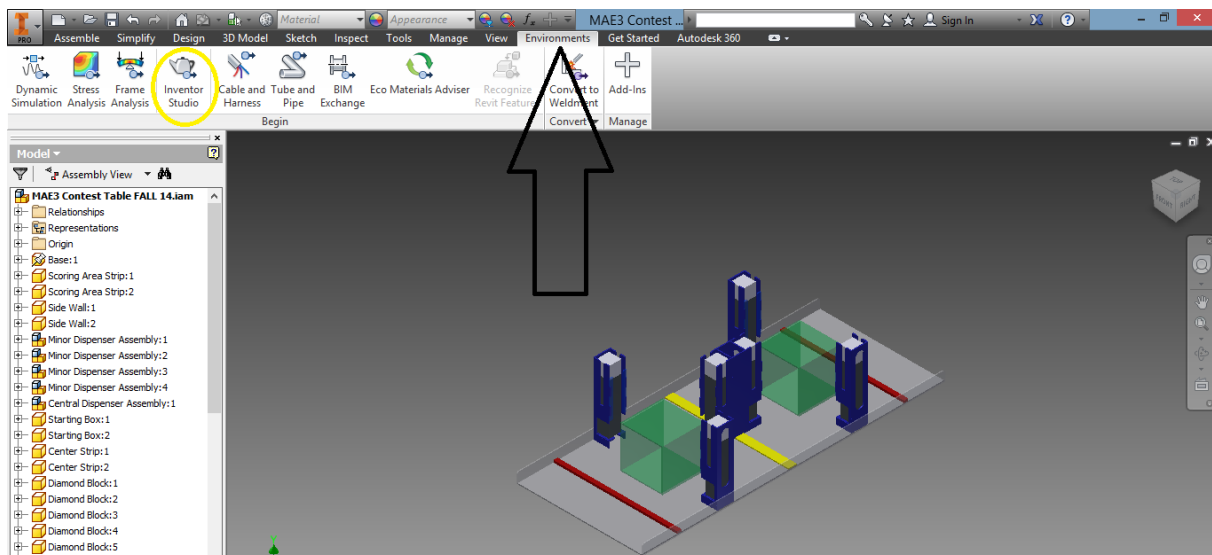 Material Appearance fx MAE3 Contest ... Sign In
PRO Assemble Simplify Design 3D Model Sketch Inspect Tools Manage View Environments Get Started Autodesk 360
Dynamic Stress Frame Inventor Cable and Tube and BIM Eco Materials Adviser Recognize Convert to Add-Ins
Simulation Analysis Analysis Studio Harness Pipe Exchange Revit Features Weldment
Begin Convert Manage
Model
Assembly View
MAE3 Contest Table FALL 14.iam
Relationships
Representations
Origin
Base:1
Scoring Area Strip:1
Scoring Area Strip:2
Side Wall:1
Side Wall:2
Minor Dispenser Assembly:1
Minor Dispenser Assembly:2
Minor Dispenser Assembly:3
Minor Dispenser Assembly:4
Central Dispenser Assembly:1
Starting Box:1
Starting Box:2
Center Strip:1
Center Strip:2
Diamond Block:1
Diamond Block:2
Diamond Block:3
Diamond Block:4
Diamond Block:5
FRONT RIGHT